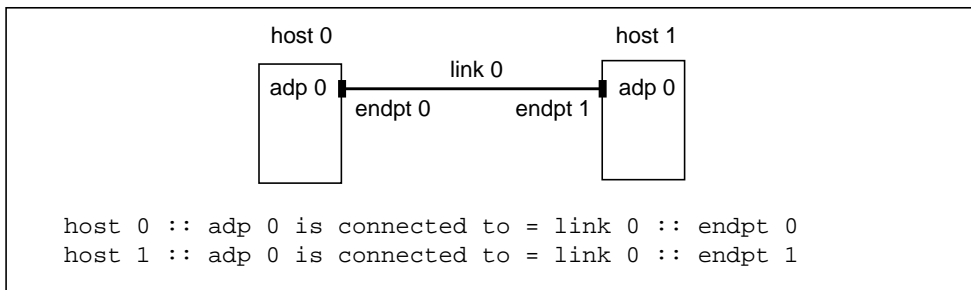 host 0
host 1
link 0
adp 0
adp 0
endpt 0
endpt 1
host 0 :: adp 0 is connected to = link 0 :: endpt 0
host 1 :: adp 0 is connected to = link 0 :: endpt 1